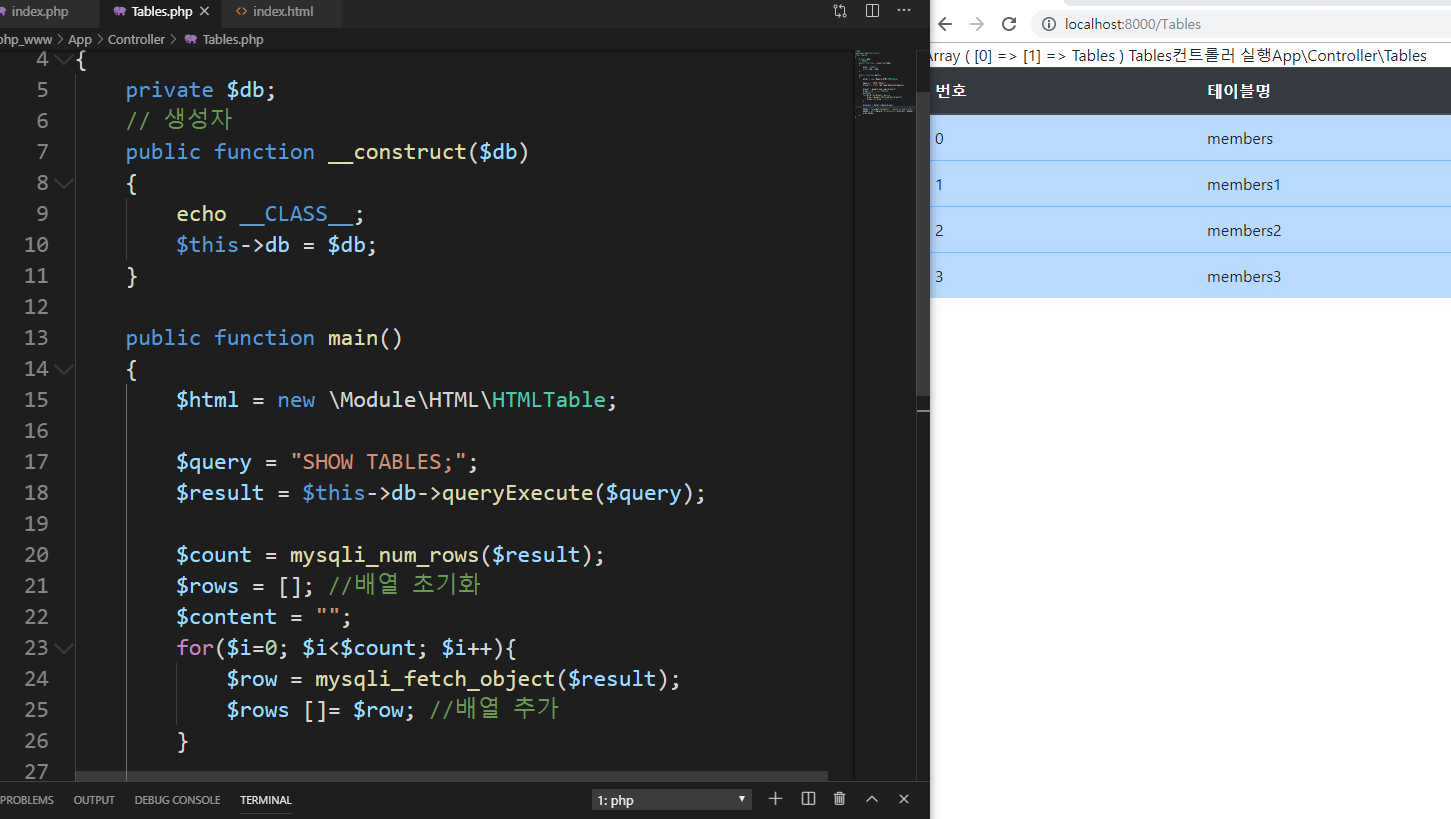 index.php
Tables.php
index.html
php_www > App > Controller > Tables.php
4 {
5 private $db;
6 // 생성자
7 public function __construct($db)
8 {
9 echo __CLASS__;
10 $this->db = $db;
11 }
12
13 public function main()
14 {
15 $html = new \Module\HTML\HTMLTable;
16
17 $query = "SHOW TABLES;";
18 $result = $this->db->queryExecute($query);
19
20 $count = mysqli_num_rows($result);
21 $rows = []; //배열 초기화
22 $content = "";
23 for($i=0; $i<$count; $i++){
24 $row = mysqli_fetch_object($result);
25 $rows []= $row; //배열 추가
26 }
27
PROBLEMS OUTPUT DEBUG CONSOLE TERMINAL
1: php
localhost:8000/Tables
Array ( [0] => [1] => Tables ) Tables컨트롤러 실행App\Controller\Tables
번호 테이블명
0 members
1 members1
2 members2
3 members3